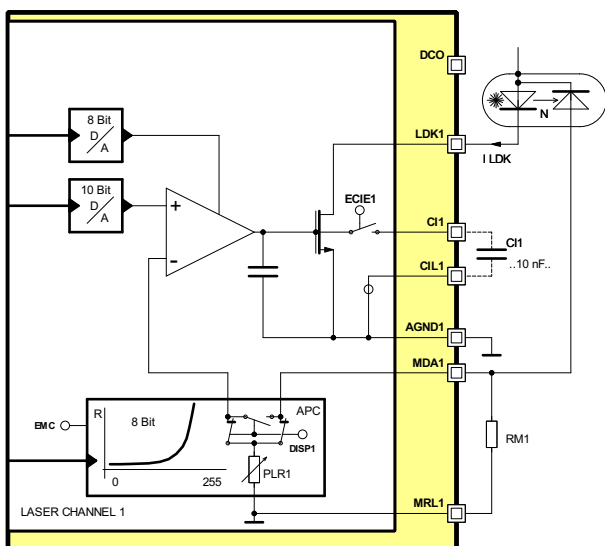 DCO
8 Bit
D
A
LDK1
N
I LDK
10 Bit
D
A
ECIE1
+
CI1
CI1
..10 nF..
-
CIL1
AGND1
MDA1
R
8 Bit
APC
EMC
DISP1
RM1
PLR1
0
255
LASER CHANNEL 1
MRL1